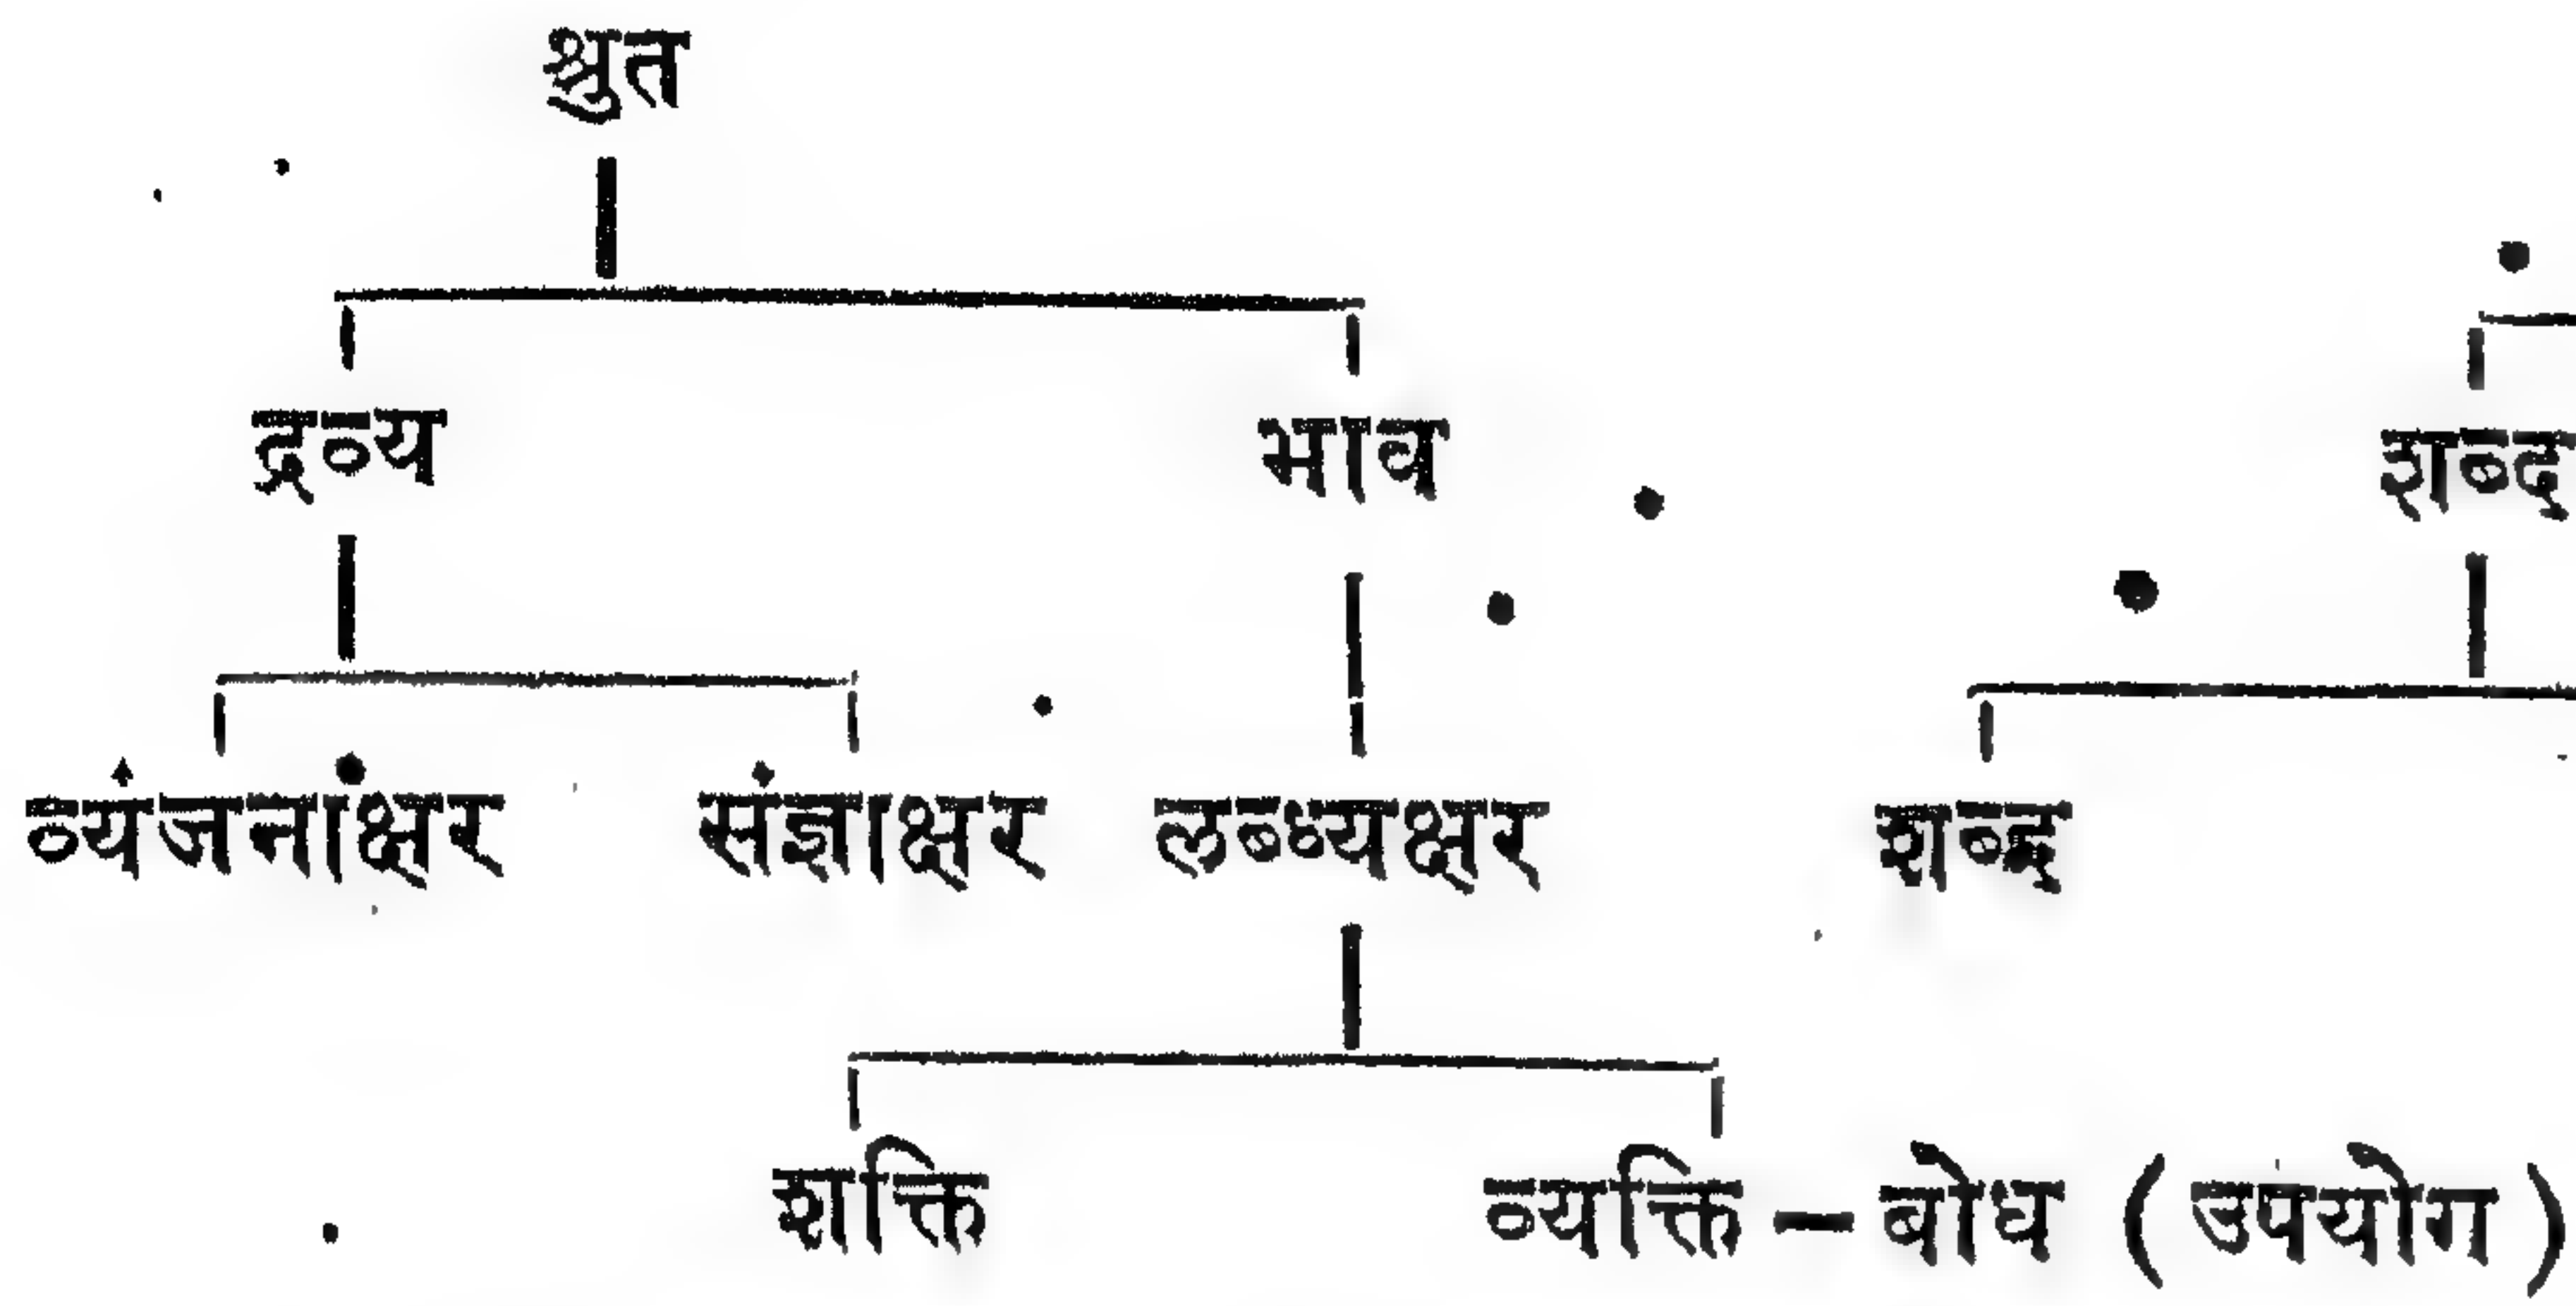 श्रुत
द्रव्य भाव शब्द
व्यंजनाक्षर संज्ञाक्षर लब्ध्यक्षर शब्द
शक्ति व्यक्ति – बोध ( उपयोग )